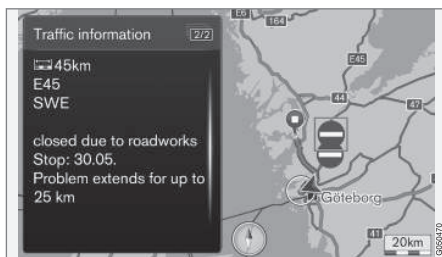 Traffic information 2/2
45km
E45
SWE
closed due to roadworks
Stop: 30.05.
Problem extends for up to
25 km
E6
164
E45
44
47
Göteborg
41
20km
G050470